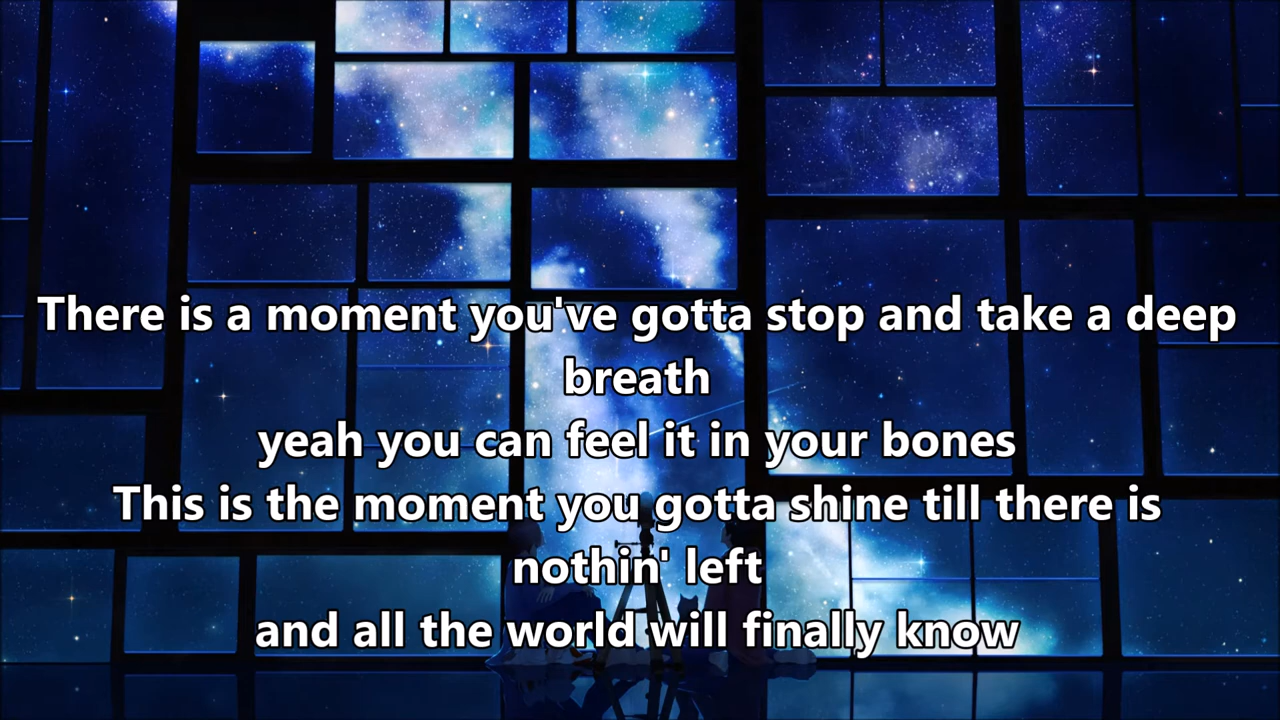 There is a moment you've gotta stop and take a deep
breath
yeah you can feel it in your bones
This is the moment you gotta shine till there is
nothin' left
and all the world will finally know